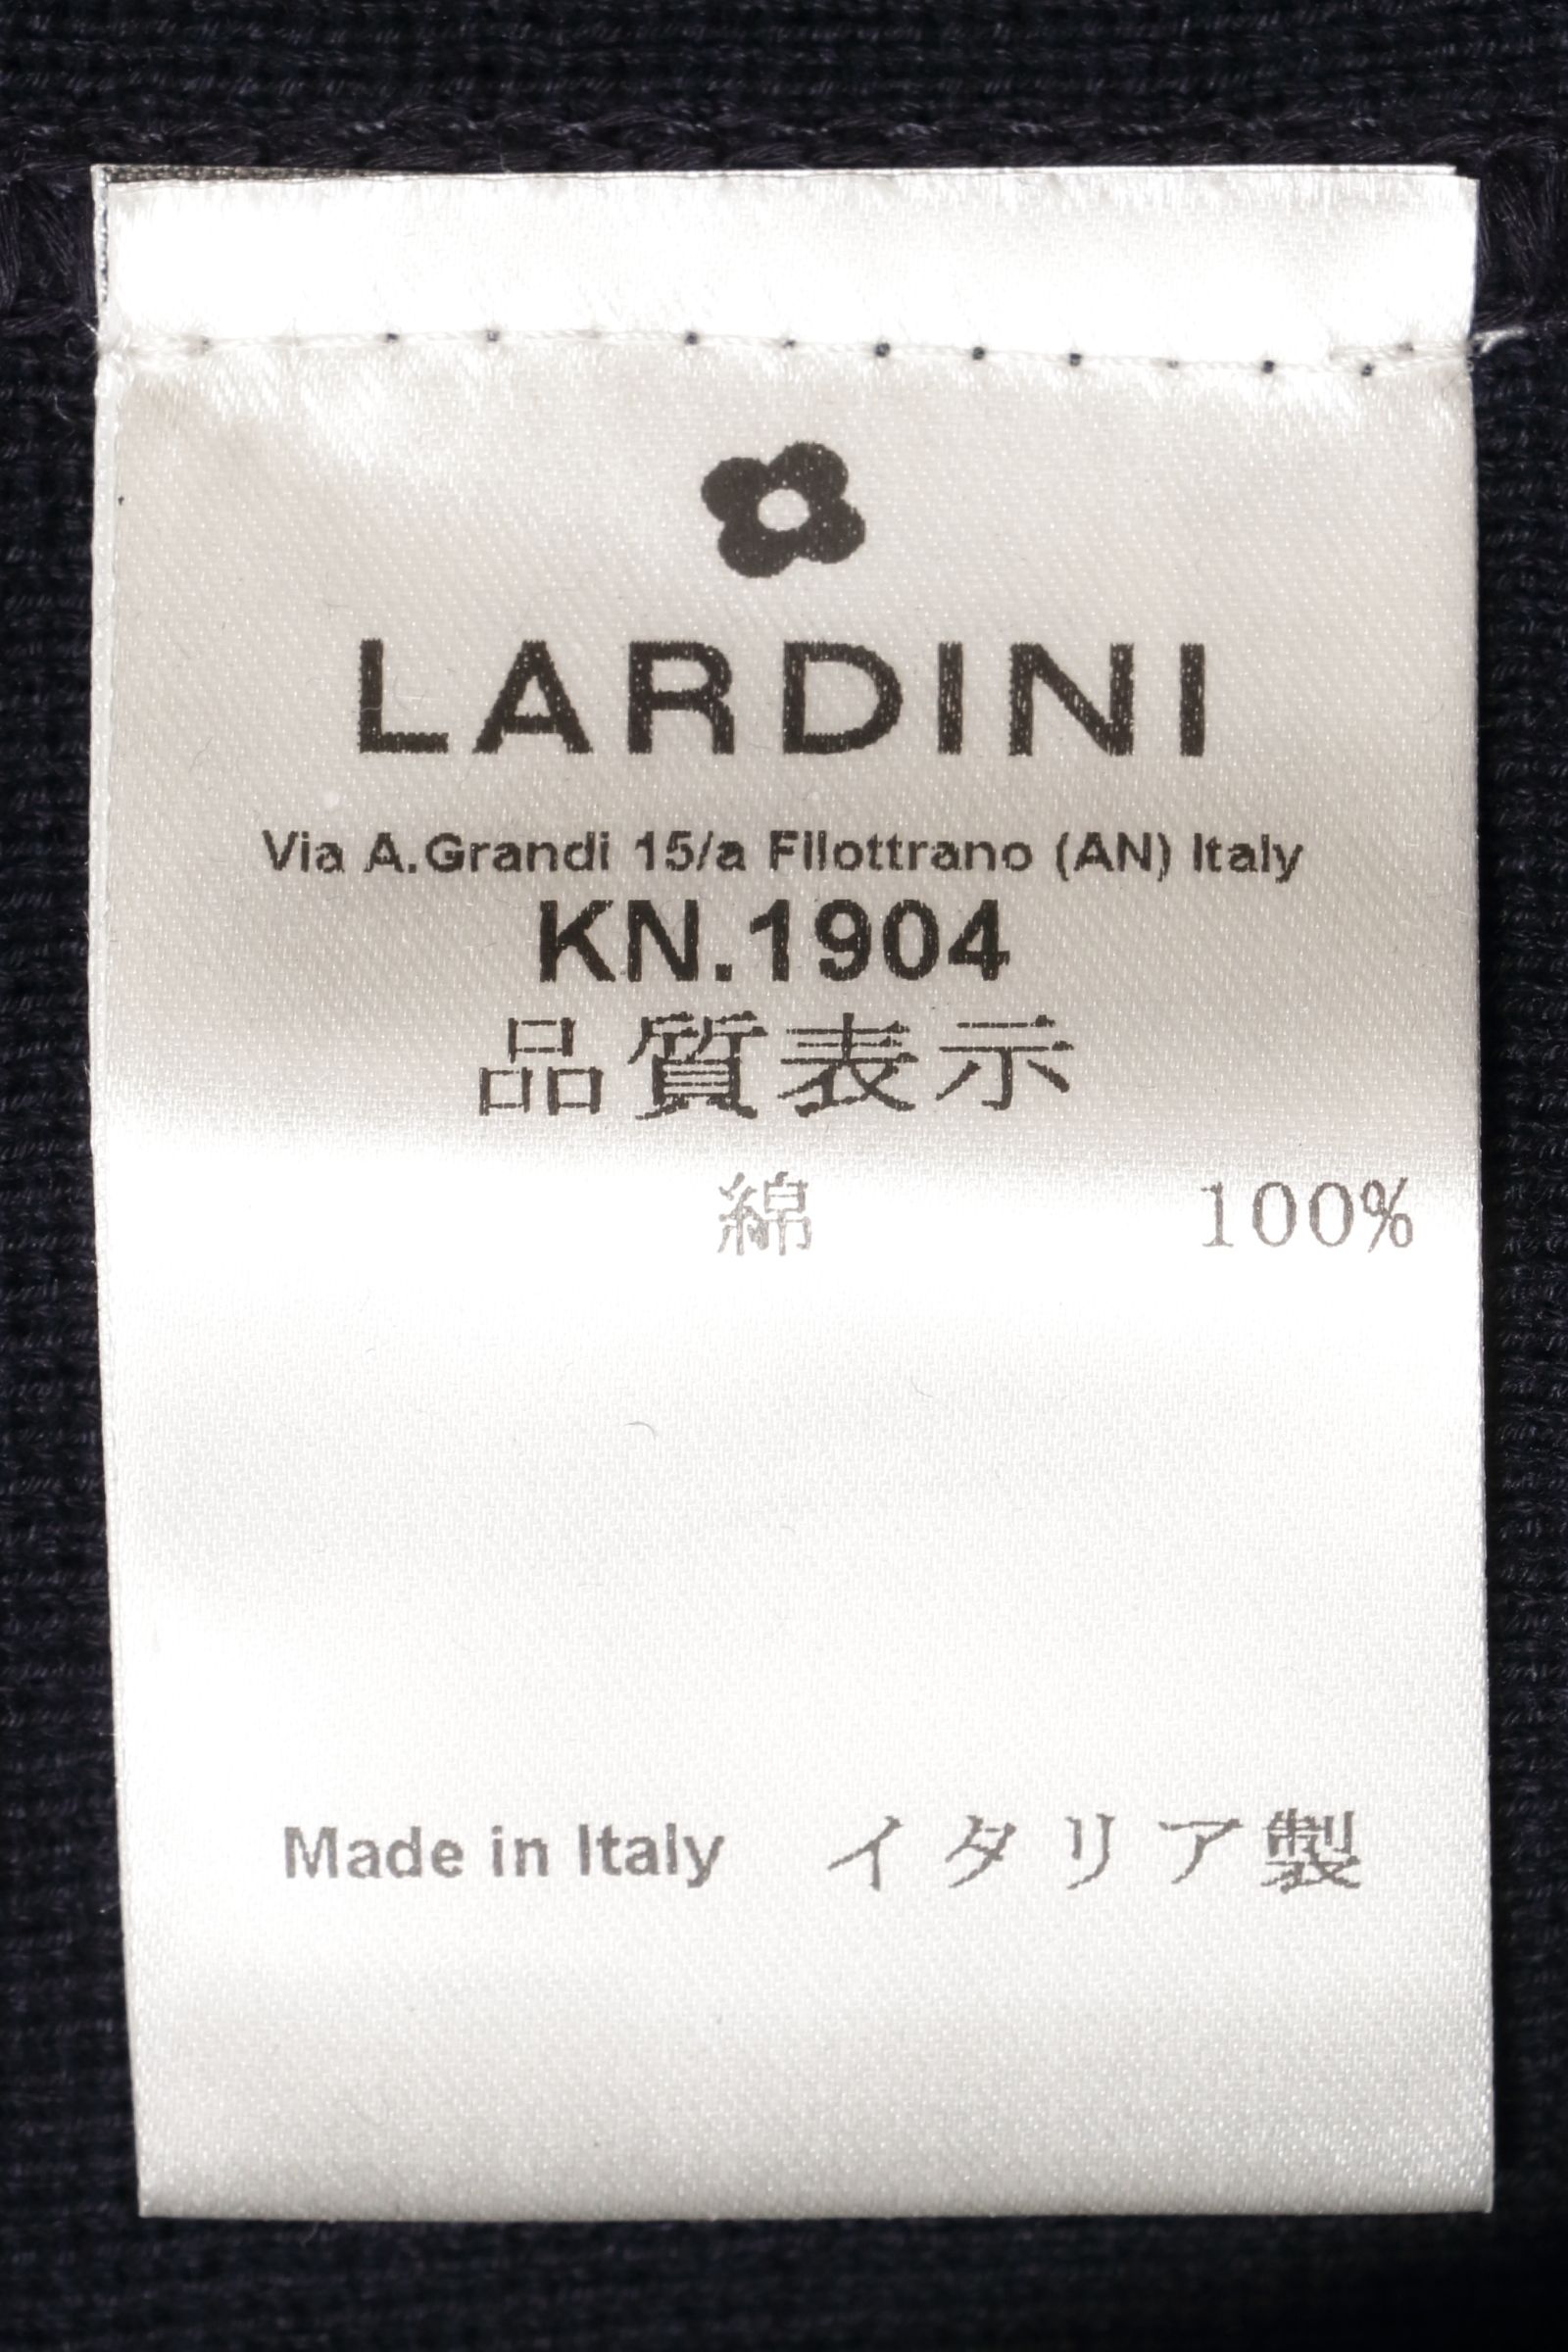 LARDINI
Via A.Grandi 15/a Filottrano (AN) Italy
KN.1904
品質表示
綿 100%
Made in Italy イタリア製